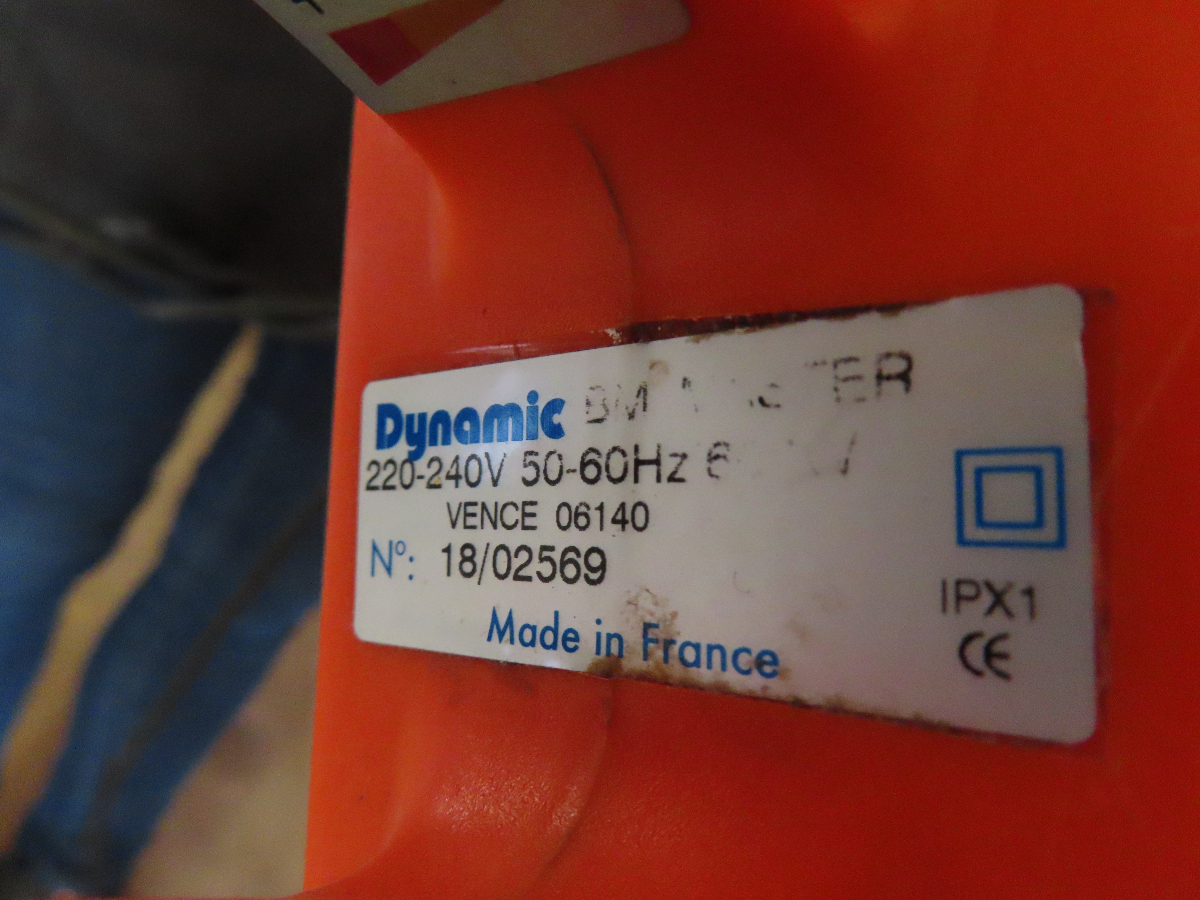 Dynamic
220-240V 50-60Hz
VENCE 06140
N°: 18/02569
Made in France
IPX1
CE